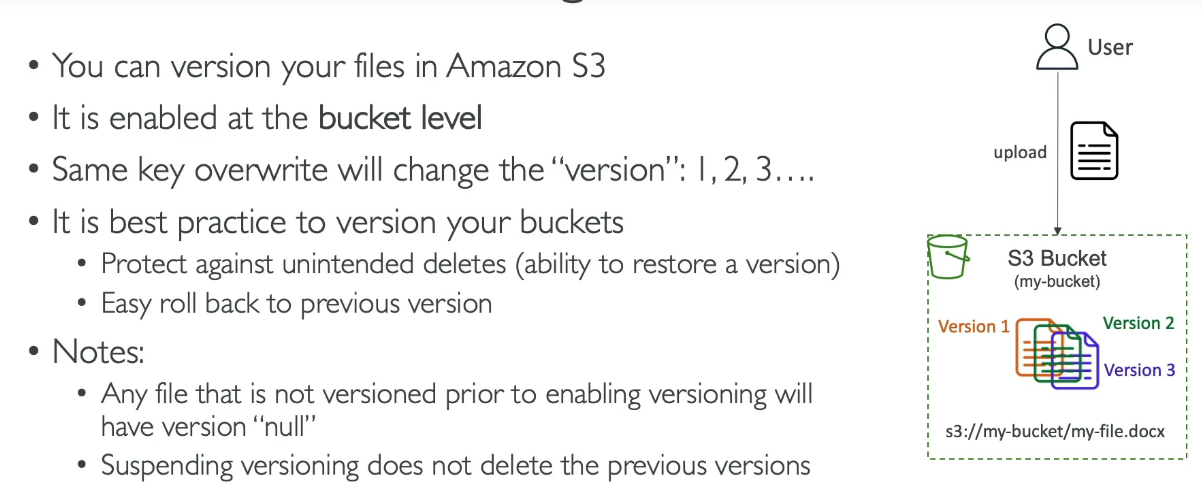 • You can version your files in Amazon S3
• It is enabled at the bucket level
• Same key overwrite will change the “version”: 1, 2, 3….
• It is best practice to version your buckets
• Protect against unintended deletes (ability to restore a version)
• Easy roll back to previous version
• Notes:
• Any file that is not versioned prior to enabling versioning will
have version “null”
• Suspending versioning does not delete the previous versions
User
upload
S3 Bucket
(my-bucket)
Version 1
Version 2
Version 3
s3://my-bucket/my-file.docx